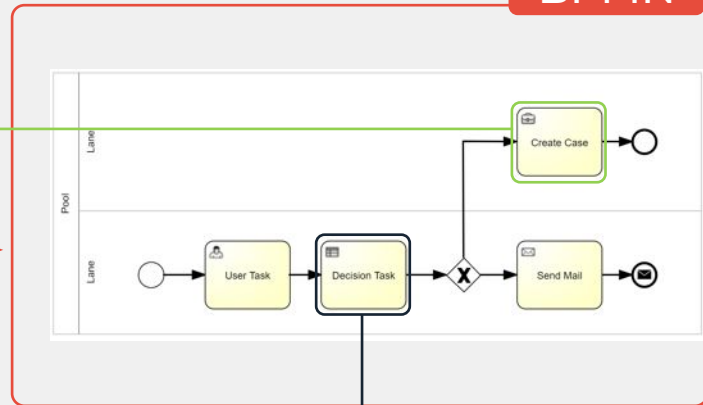 BPMN
Pool
Lane
Create Case
Lane
User Task
Decision Task
X
Send Mail